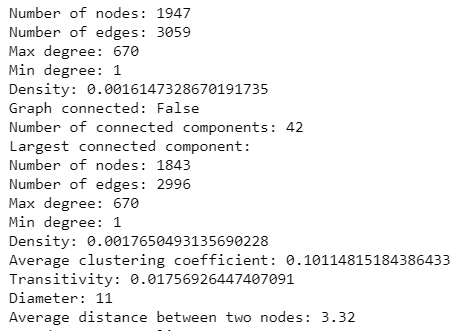 Number of nodes: 1947
Number of edges: 3059
Max degree: 670
Min degree: 1
Density: 0.0016147328670191735
Graph connected: False
Number of connected components: 42
Largest connected component:
Number of nodes: 1843
Number of edges: 2996
Max degree: 670
Min degree: 1
Density: 0.0017650493135690228
Average clustering coefficient: 0.10114815184386433
Transitivity: 0.01756926447407091
Diameter: 11
Average distance between two nodes: 3.32